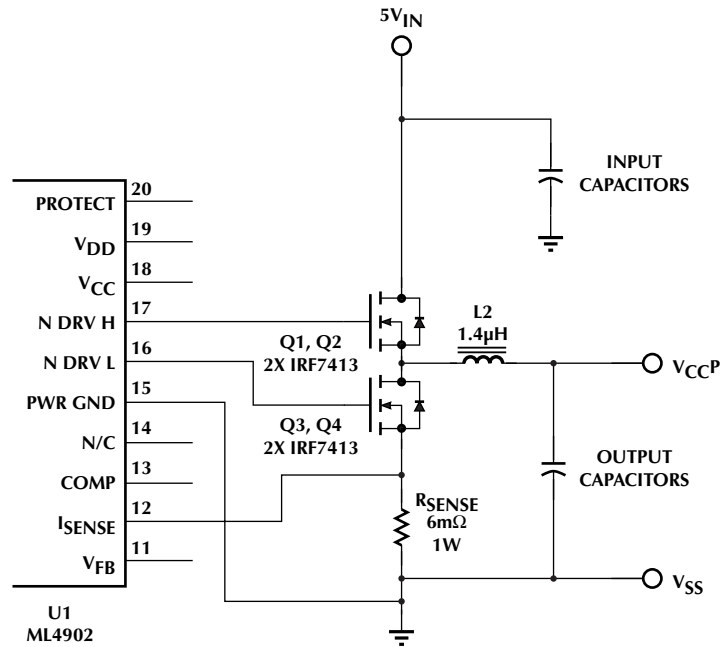 5VIN
INPUT
CAPACITORS
PROTECT 20
VDD 19
VCC 18
N DRV H 17
N DRV L 16
PWR GND 15
N/C 14
COMP 13
ISENSE 12
VFB 11
U1
ML4902
Q1, Q2
2X IRF7413
Q3, Q4
2X IRF7413
L2
1.4µH
VCCP
RSENSE
6mΩ
1W
OUTPUT
CAPACITORS
VSS